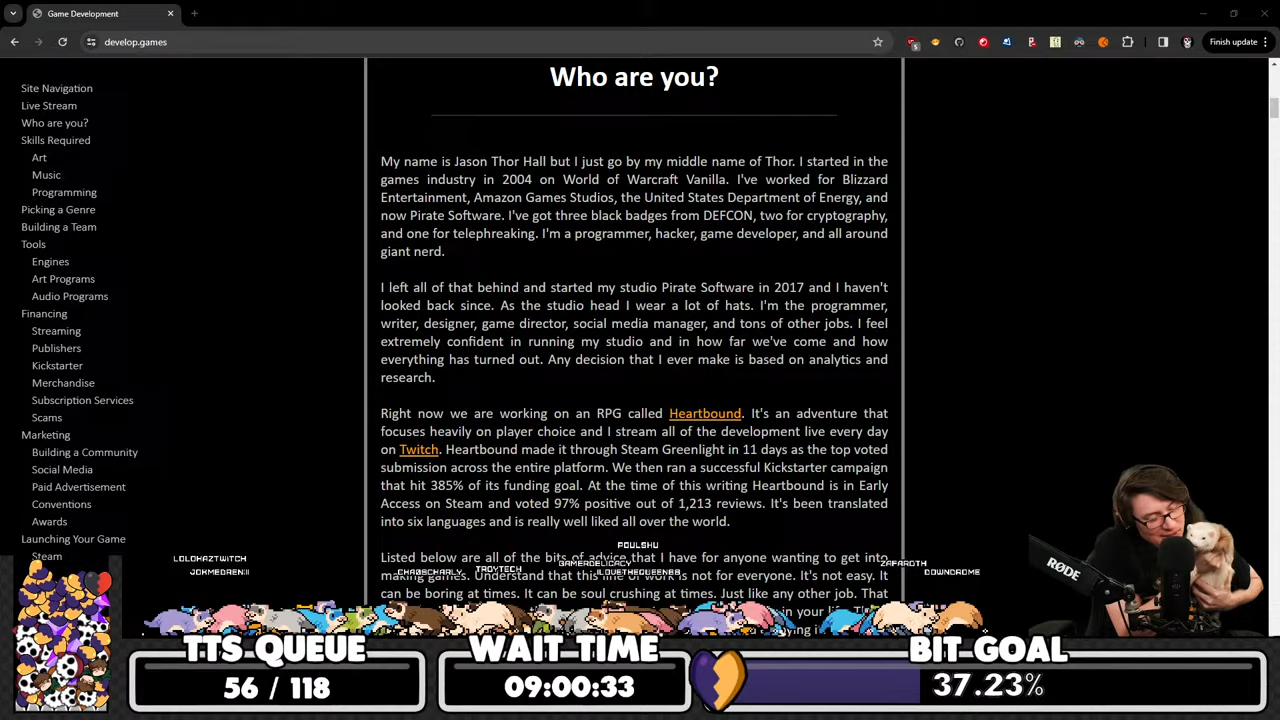 Game Development
develop.games
Finish update
Site Navigation
Live Stream
Who are you?
Skills Required
Art
Music
Programming
Picking a Genre
Building a Team
Tools
Engines
Art Programs
Audio Programs
Financing
Streaming
Publishers
Kickstarter
Merchandise
Subscription Services
Scams
Marketing
Building a Community
Social Media
Paid Advertisement
Conventions
Awards
Launching Your Game
Steam
Who are you?
My name is Jason Thor Hall but I just go by my middle name of Thor. I started in the
games industry in 2004 on World of Warcraft Vanilla. I've worked for Blizzard
Entertainment, Amazon Games Studios, the United States Department of Energy, and
now Pirate Software. I've got three black badges from DEFCON, two for cryptography,
and one for telephreaking. I'm a programmer, hacker, game developer, and all around
giant nerd.
I left all of that behind and started my studio Pirate Software in 2017 and I haven't
looked back since. As the studio head I wear a lot of hats. I'm the programmer,
writer, designer, game director, social media manager, and tons of other jobs. I feel
extremely confident in running my studio and in how far we've come and how
everything has turned out. Any decision that I ever make is based on analytics and
research.
Right now we are working on an RPG called Heartbound. It's an adventure that
focuses heavily on player choice and I stream all of the development live every day
on Twitch. Heartbound made it through Steam Greenlight in 11 days as the top voted
submission across the entire platform. We then ran a successful Kickstarter campaign
that hit 385% of its funding goal. At the time of this writing Heartbound is in Early
Access on Steam and voted 97% positive out of 1,213 reviews. It's been translated
into six languages and is really well liked all over the world.
Listed below are all of the bits of advice that I have for anyone wanting to get into
making games. Understand that this line of work is not for everyone. It's not easy. It
can be boring at times. It can be soul crushing at times. Just like any other job. That
in your life.
POULSHU
LOLOHAZTWITCH
TROYTECH
GAMERDELICACY
ZAFAROTH
DOWNDROME
RØDE
TTS QUEUE
56 / 118
WAIT TIME
09:00:33
BIT GOAL
37.23%